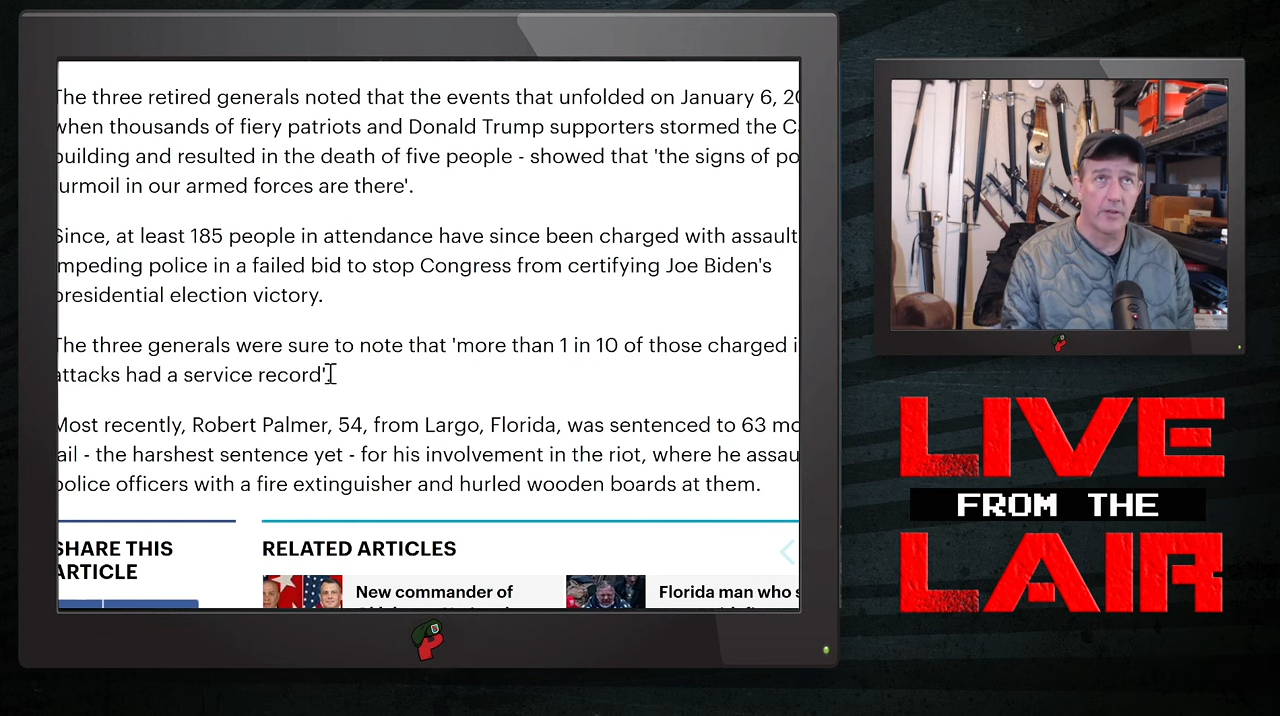 The three retired generals noted that the events that unfolded on January 6, 20
when thousands of fiery patriots and Donald Trump supporters stormed the Ca
building and resulted in the death of five people - showed that 'the signs of po
turmoil in our armed forces are there'.
Since, at least 185 people in attendance have since been charged with assault
impeding police in a failed bid to stop Congress from certifying Joe Biden's
presidential election victory.
The three generals were sure to note that 'more than 1 in 10 of those charged i
attacks had a service record'.
Most recently, Robert Palmer, 54, from Largo, Florida, was sentenced to 63 mo
jail - the harshest sentence yet - for his involvement in the riot, where he assau
police officers with a fire extinguisher and hurled wooden boards at them.
SHARE THIS
ARTICLE
RELATED ARTICLES
New commander of
Florida man who s
LIVE
FROM THE
LAIR